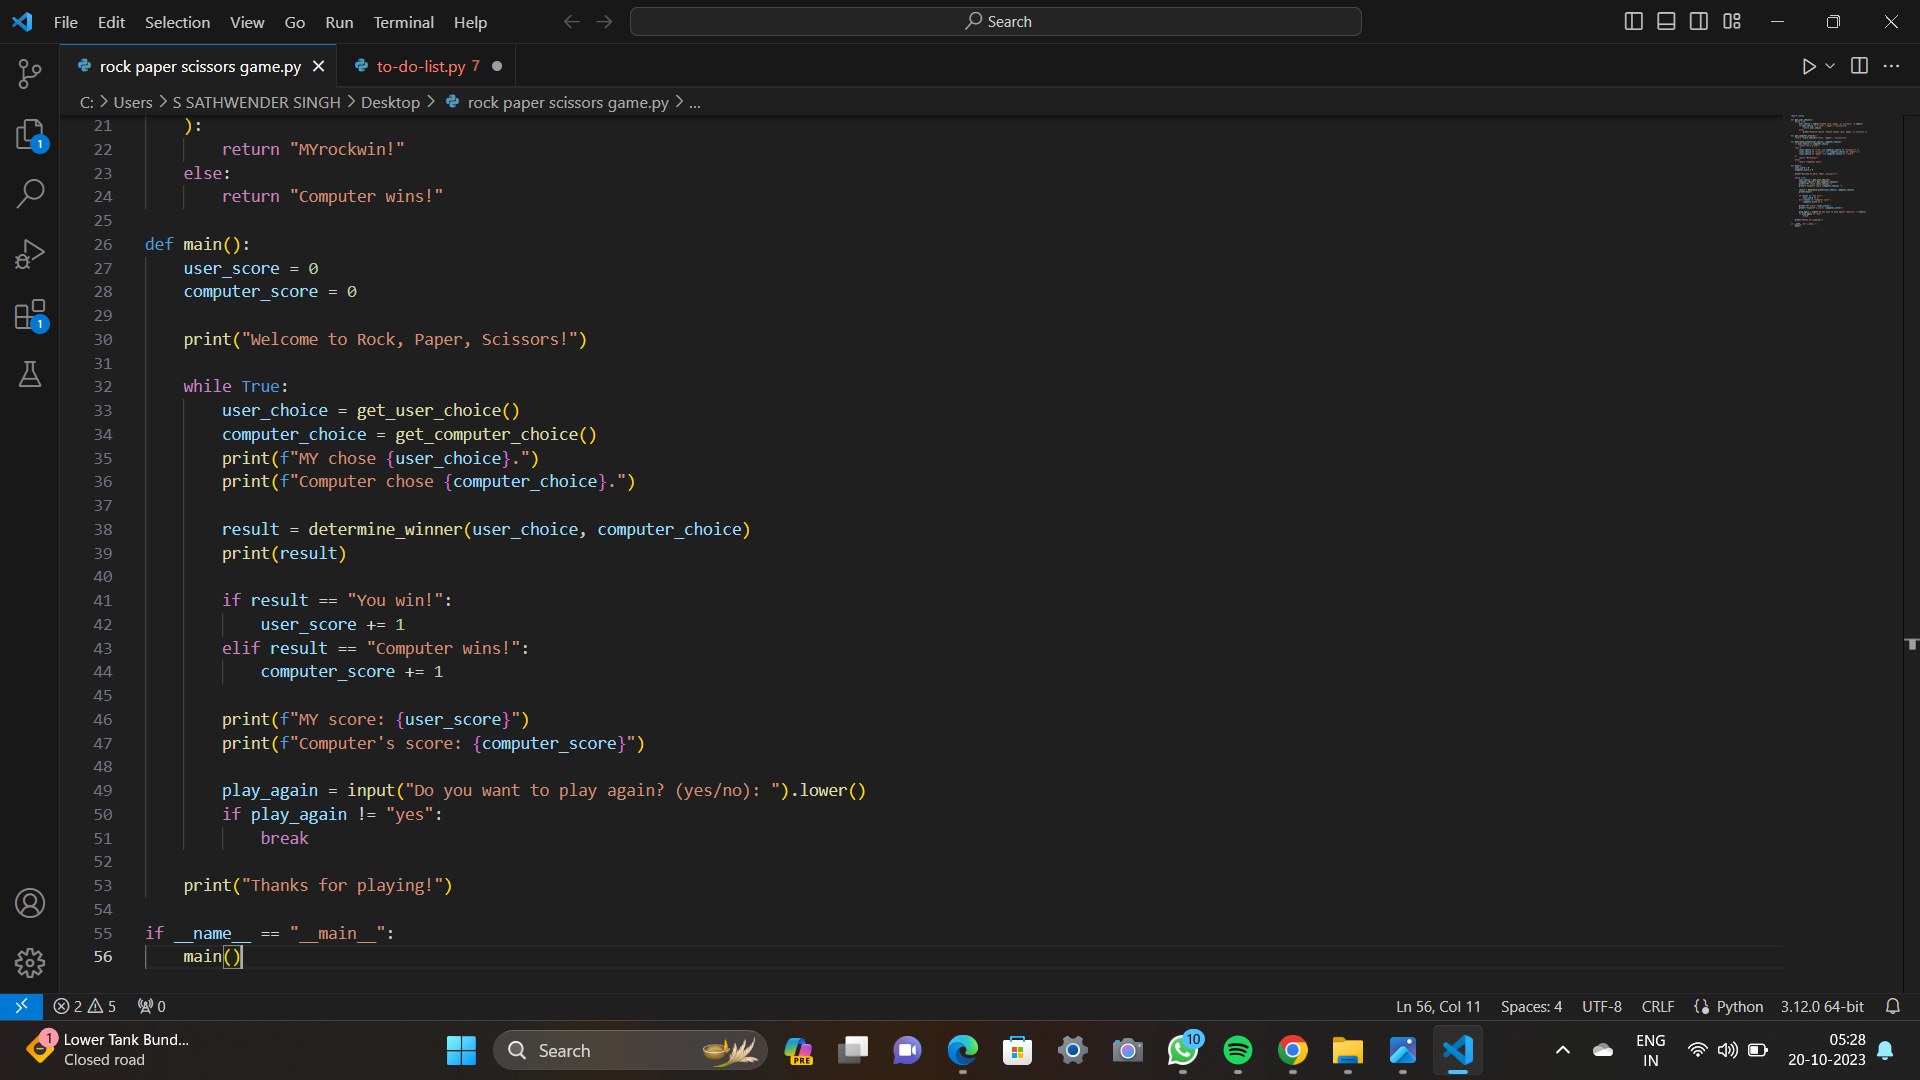 File Edit Selection View Go Run Terminal Help
Search
rock paper scissors game.py
to-do-list.py 7
C: > Users > S SATHWENDER SINGH > Desktop > rock paper scissors game.py > ...
21 ):
22 return "MYrockwin!"
23 else:
24 return "Computer wins!"
25
26 def main():
27 user_score = 0
28 computer_score = 0
29
30 print("Welcome to Rock, Paper, Scissors!")
31
32 while True:
33 user_choice = get_user_choice()
34 computer_choice = get_computer_choice()
35 print(f"MY chose {user_choice}.")
36 print(f"Computer chose {computer_choice}.")
37
38 result = determine_winner(user_choice, computer_choice)
39 print(result)
40
41 if result == "You win!":
42 user_score += 1
43 elif result == "Computer wins!":
44 computer_score += 1
45
46 print(f"MY score: {user_score}")
47 print(f"Computer's score: {computer_score}")
48
49 play_again = input("Do you want to play again? (yes/no): ").lower()
50 if play_again != "yes":
51 break
52
53 print("Thanks for playing!")
54
55 if __name__ == "__main__":
56 main()
1
1
2 5 0
Ln 56, Col 11 Spaces: 4 UTF-8 CRLF Python 3.12.0 64-bit
1
Lower Tank Bund...
Closed road
Search
PRE
10
ENG
IN
05:28
20-10-2023